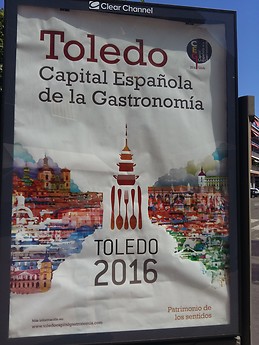 Clear Channel
Toledo
Capital Española
de la Gastronomía
TOLEDO
2016
Patrimonio de
los sentidos